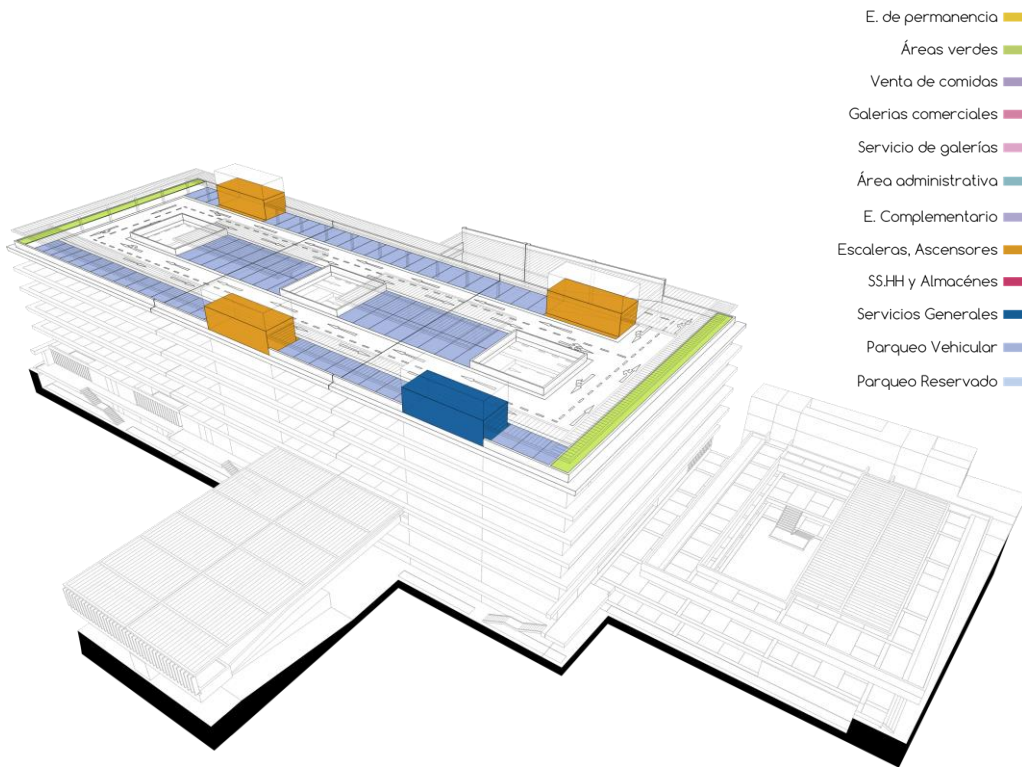 E. de permanencia
Áreas verdes
Venta de comidas
Galerias comerciales
Servicio de galerías
Área administrativa
E. Complementario
Escaleras, Ascensores
SS.HH y Almacénes
Servicios Generales
Parqueo Vehicular
Parqueo Reservado